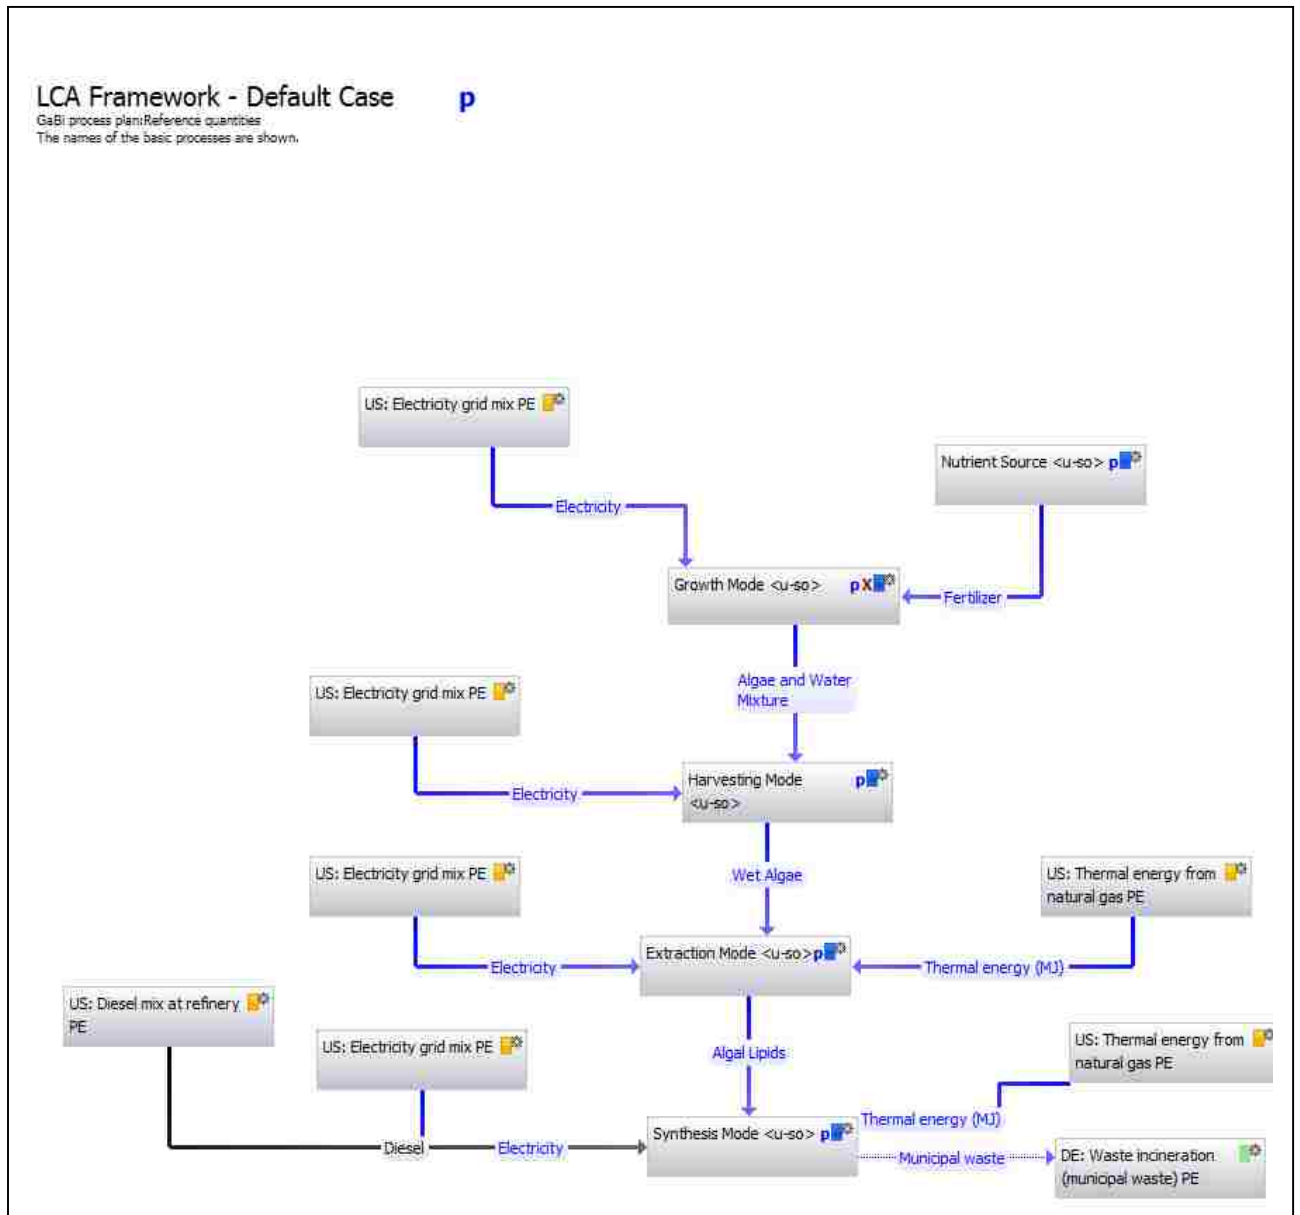 LCA Framework - Default Case p
GaBi process plan:Reference quantities
The names of the basic processes are shown.
US: Electricity grid mix PE
Nutrient Source <u-so> p
Electricity
Growth Mode <u-so> pX
Fertilizer
Algae and Water
Mixture
US: Electricity grid mix PE
Harvesting Mode p
<u-so>
Electricity
US: Electricity grid mix PE
Wet Algae
US: Thermal energy from
natural gas PE
Extraction Mode <u-so>p
Electricity
Thermal energy (MJ)
US: Diesel mix at refinery
PE
US: Electricity grid mix PE
Algal Lipids
US: Thermal energy from
natural gas PE
Thermal energy (MJ)
Synthesis Mode <u-so> p
Diesel
Electricity
Municipal waste
DE: Waste incineration
(municipal waste) PE